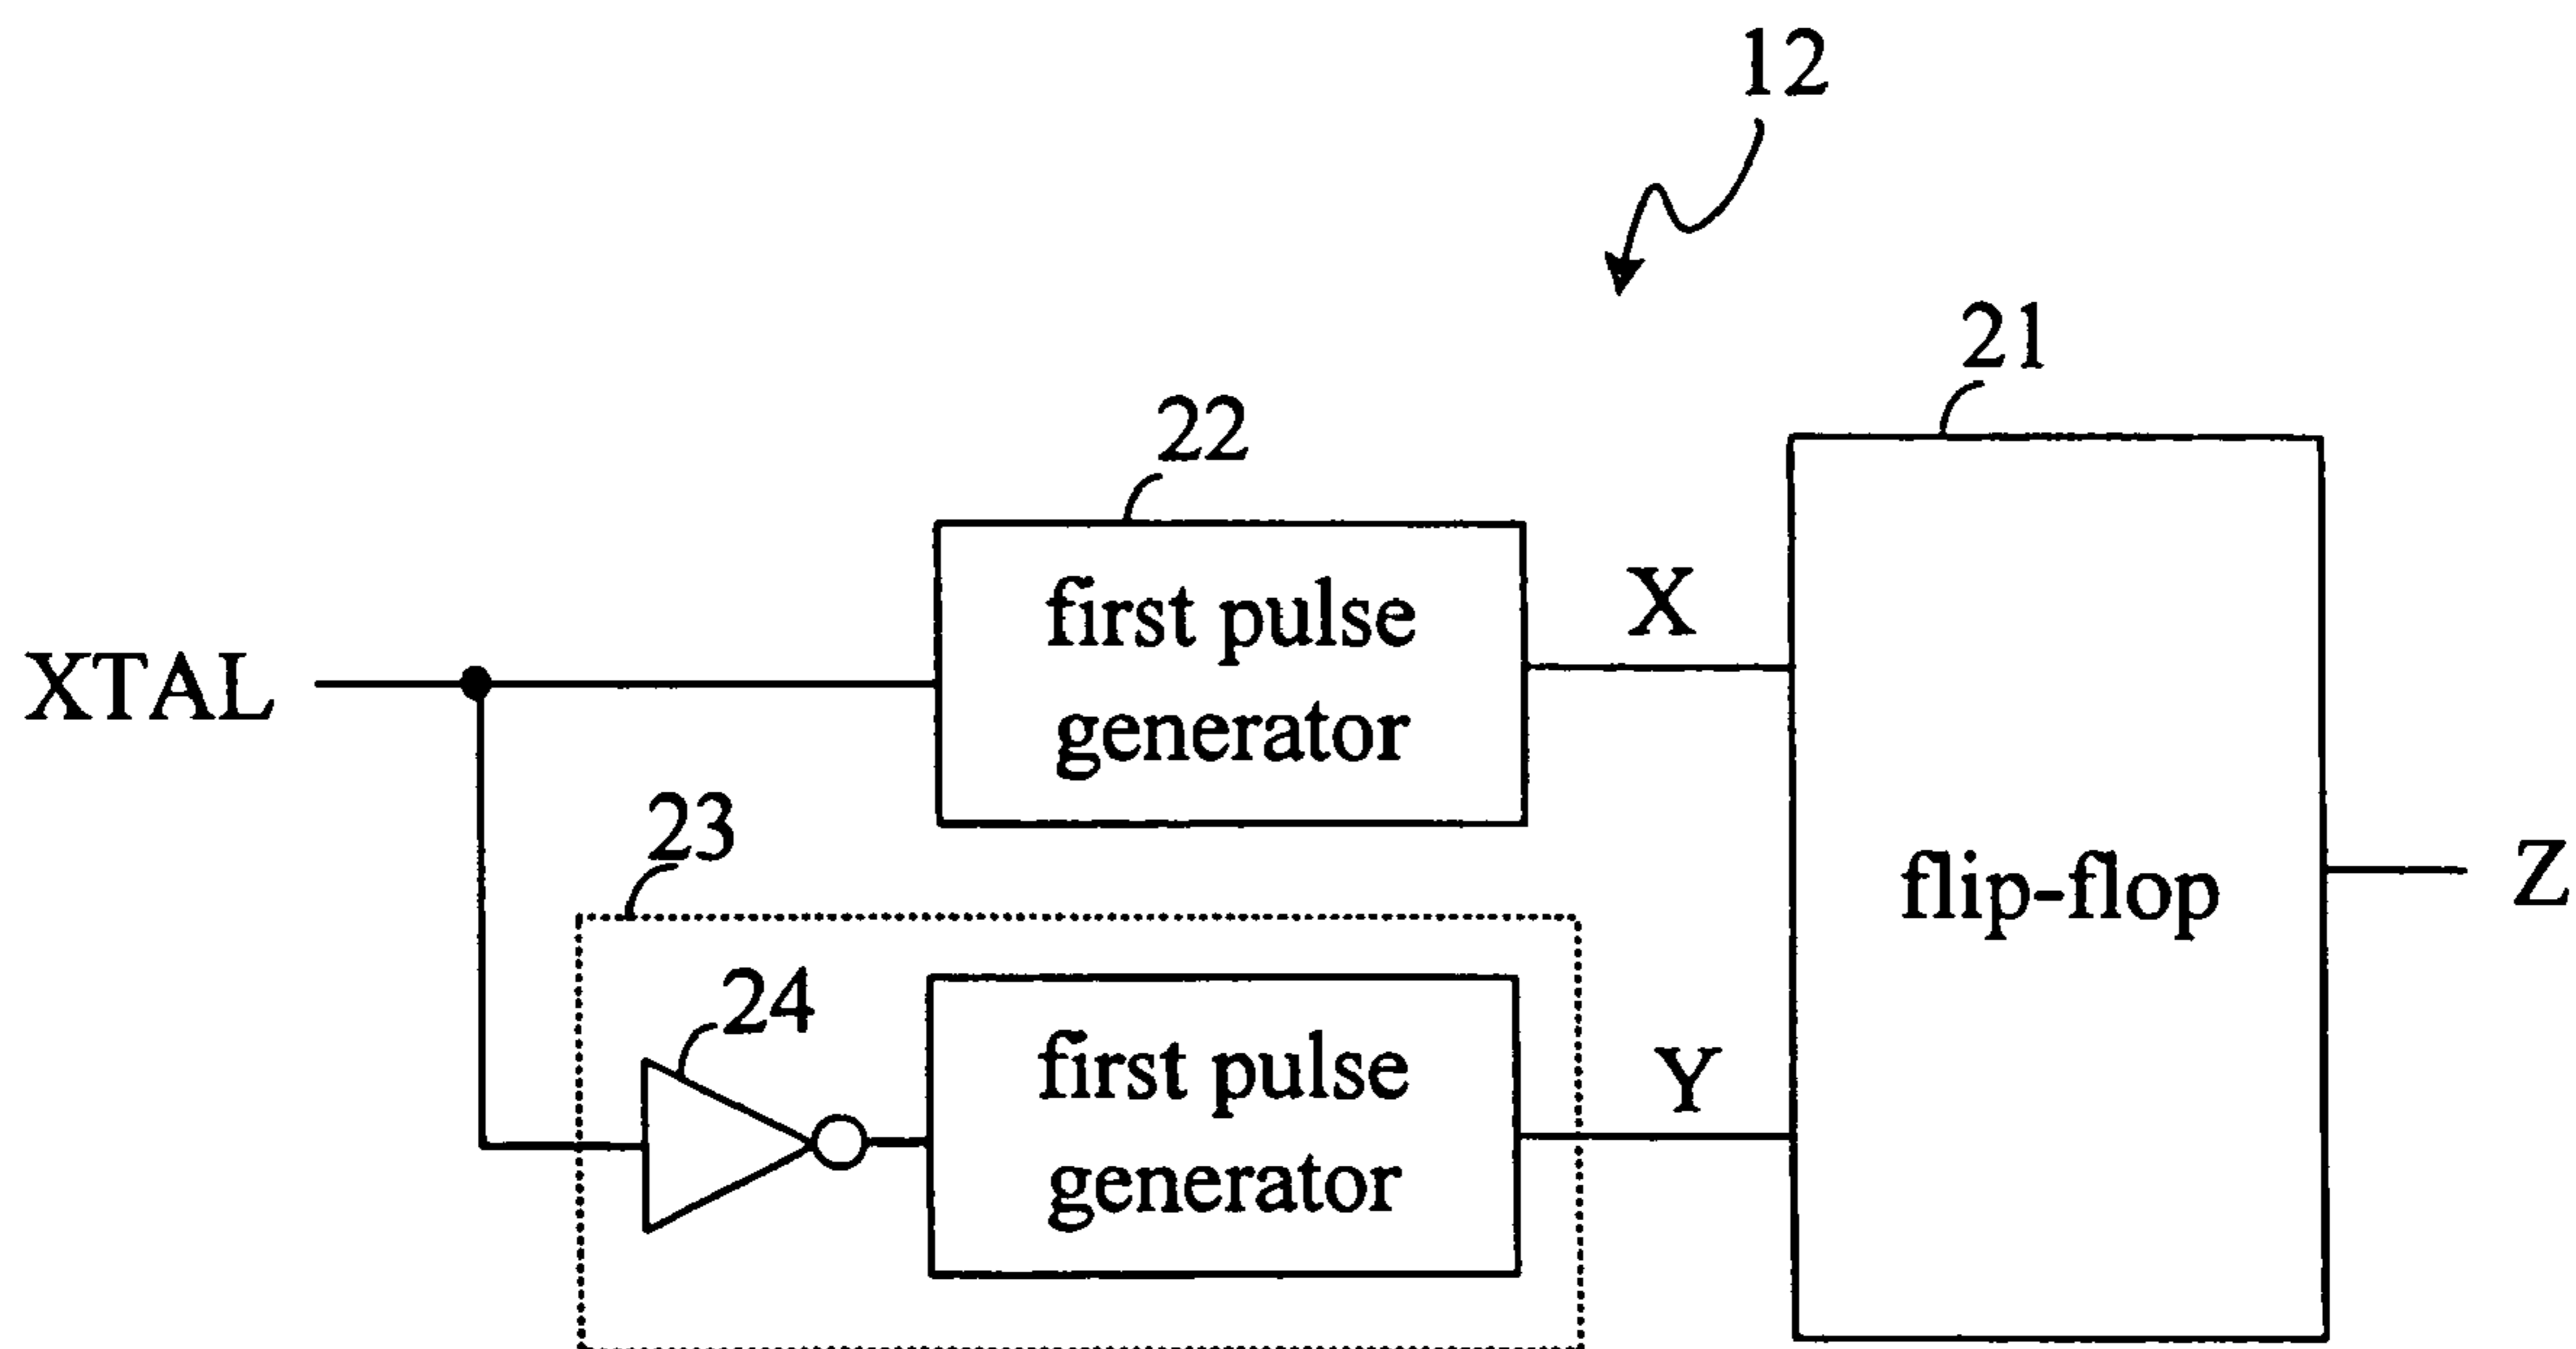 12
21
22
first pulse
generator
X
XTAL
23
flip-flop
Z
24
first pulse
generator
Y